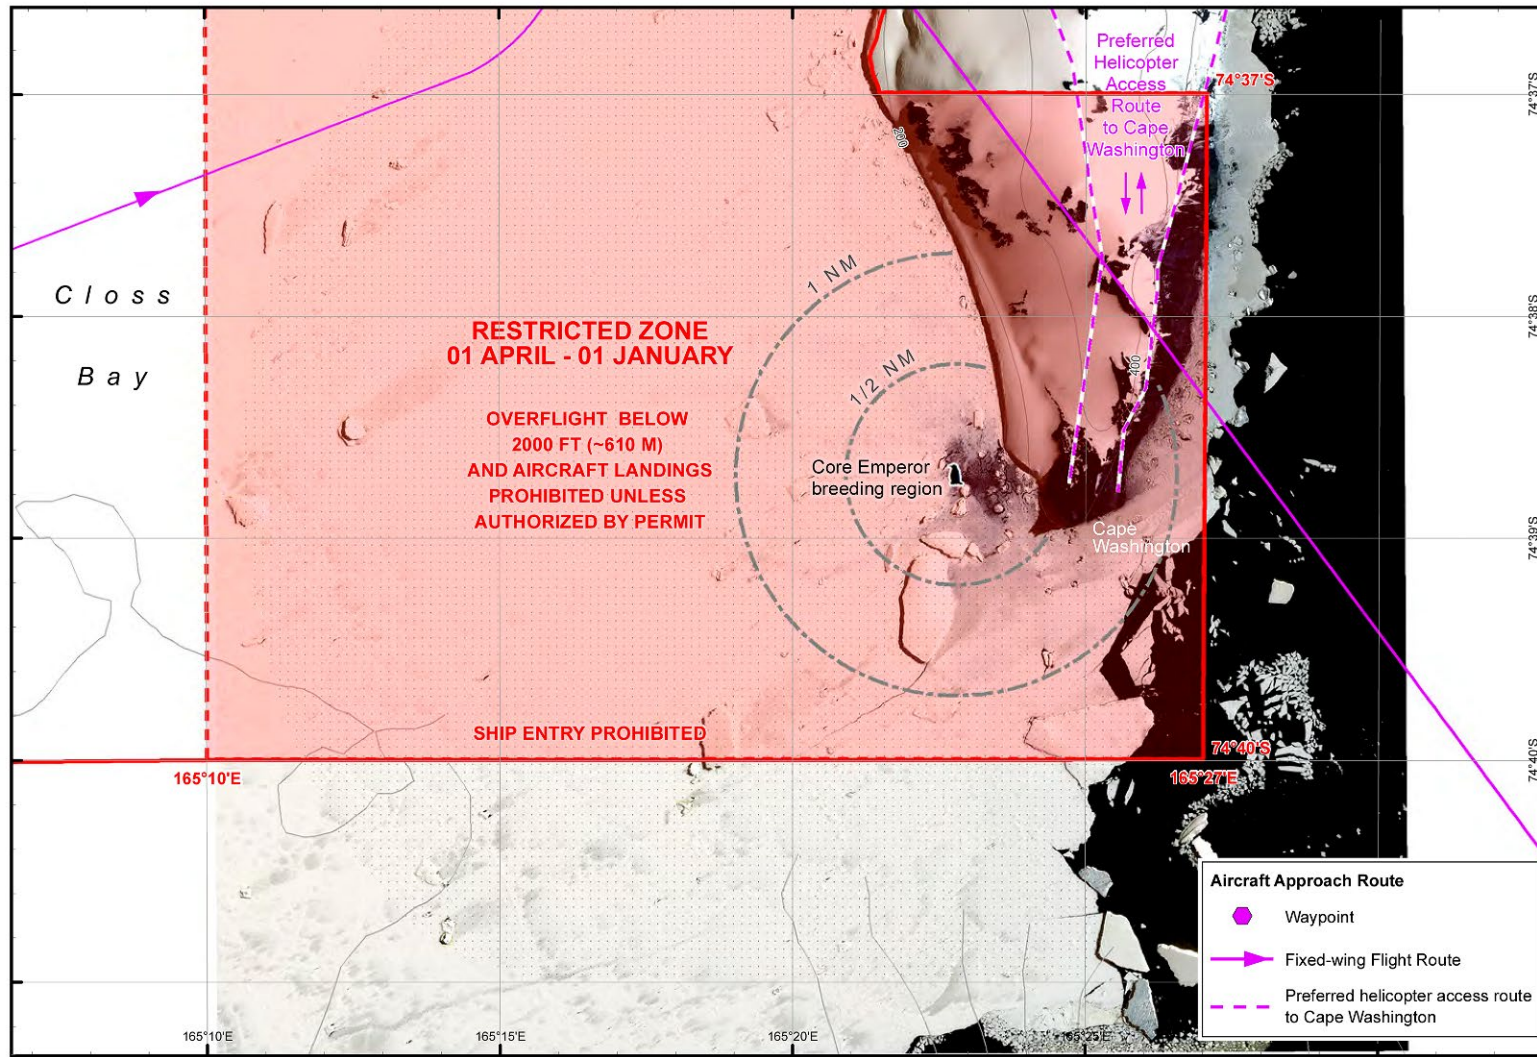 Preferred
Helicopter
Access
Route
to Cape
Washington
74°37'S
74°37'S
200
Closs
Bay
1 NM
74°38'S
RESTRICTED ZONE
01 APRIL - 01 JANUARY
1/2 NM
400
OVERFLIGHT BELOW
2000 FT (~610 M)
AND AIRCRAFT LANDINGS
PROHIBITED UNLESS
AUTHORIZED BY PERMIT
Core Emperor
breeding region
Cape
Washington
74°39'S
SHIP ENTRY PROHIBITED
74°40'S
74°40'S
165°10'E
165°27'E
Aircraft Approach Route
Waypoint
Fixed-wing Flight Route
Preferred helicopter access route
to Cape Washington
165°10'E
165°15'E
165°20'E
165°25'E